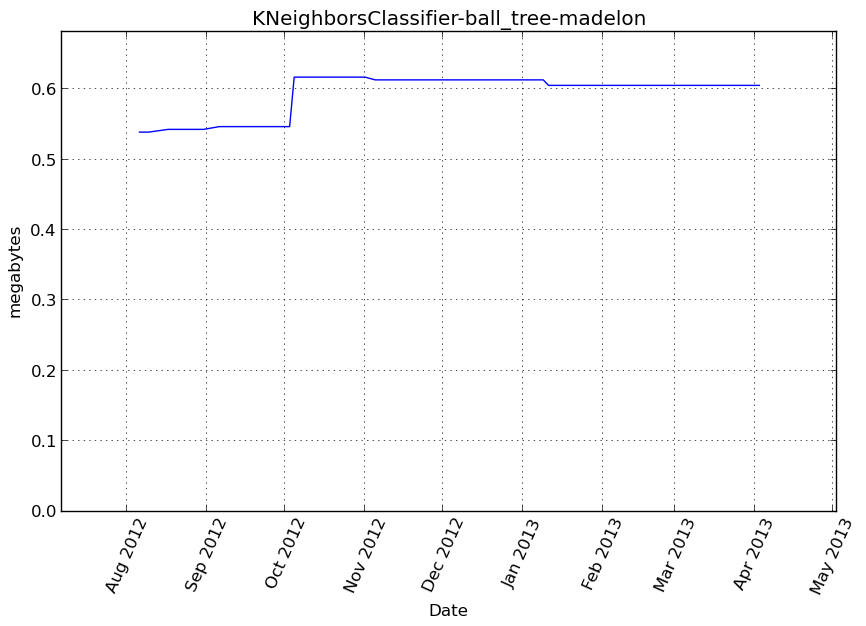 KNeighborsClassifier-ball_tree-madelon
megabytes
0.6
0.5
0.4
0.3
0.2
0.1
0.0
Aug 2012
Sep 2012
Oct 2012
Nov 2012
Dec 2012
Jan 2013
Feb 2013
Mar 2013
Apr 2013
May 2013
Date